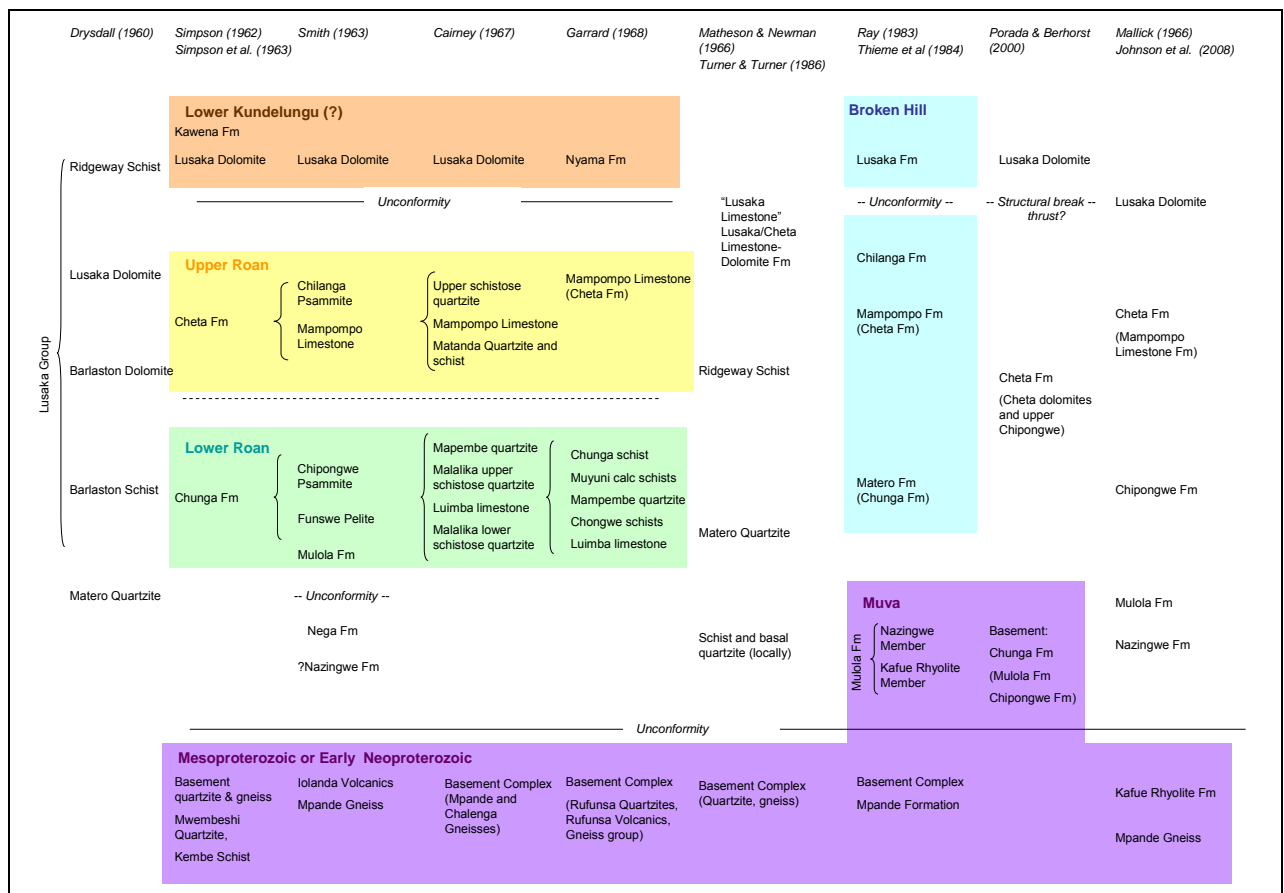 Drysdall (1960)
Simpson (1962)
Simpson et al. (1963)
Smith (1963)
Cairney (1967)
Garrard (1968)
Matheson & Newman
(1966)
Turner & Turner (1986)
Ray (1983)
Thieme et al (1984)
Porada & Berhorst
(2000)
Mallick (1966)
Johnson et al. (2008)
Lusaka Group
Ridgeway Schist
Lusaka Dolomite
Barlaston Dolomite
Barlaston Schist
Matero Quartzite
Lower Kundelungu (?)
Kawena Fm
Lusaka Dolomite
Lusaka Dolomite
Lusaka Dolomite
Nyama Fm
Unconformity
Upper Roan
Cheta Fm
Chilanga
Psammite
Mampompo
Limestone
Upper schistose
quartzite
Mampompo Limestone
Matanda Quartzite and
schist
Mampompo Limestone
(Cheta Fm)
Lower Roan
Chunga Fm
Chipongwe
Psammite
Funswe Pelite
Mulola Fm
Mapembe quartzite
Malalika upper
schistose quartzite
Luimba limestone
Malalika lower
schistose quartzite
Chunga schist
Muyuni calc schists
Mampembe quartzite
Chongwe schists
Luimba limestone
-- Unconformity --
Nega Fm
?Nazingwe Fm
“Lusaka
Limestone”
Lusaka/Cheta
Limestone-
Dolomite Fm
Ridgeway Schist
Matero Quartzite
Schist and basal
quartzite (locally)
Broken Hill
Lusaka Fm
-- Unconformity --
Chilanga Fm
Mampompo Fm
(Cheta Fm)
Matero Fm
(Chunga Fm)
Lusaka Dolomite
-- Structural break --
thrust?
Cheta Fm
(Cheta dolomites
and upper
Chipongwe)
Lusaka Dolomite
Cheta Fm
(Mampompo
Limestone Fm)
Chipongwe Fm
Mulola Fm
Nazingwe Fm
Muva
Mulola Fm
Nazingwe
Member
Kafue Rhyolite
Member
Basement:
Chunga Fm
(Mulola Fm
Chipongwe Fm)
Unconformity
Mesoproterozoic or Early Neoproterozoic
Basement
quartzite & gneiss
Mwembeshi
Quartzite,
Kembe Schist
Iolanda Volcanics
Mpande Gneiss
Basement Complex
(Mpande and
Chalenga
Gneisses)
Basement Complex
(Rufunsa Quartzites,
Rufunsa Volcanics,
Gneiss group)
Basement Complex
(Quartzite, gneiss)
Basement Complex
Mpande Formation
Kafue Rhyolite Fm
Mpande Gneiss